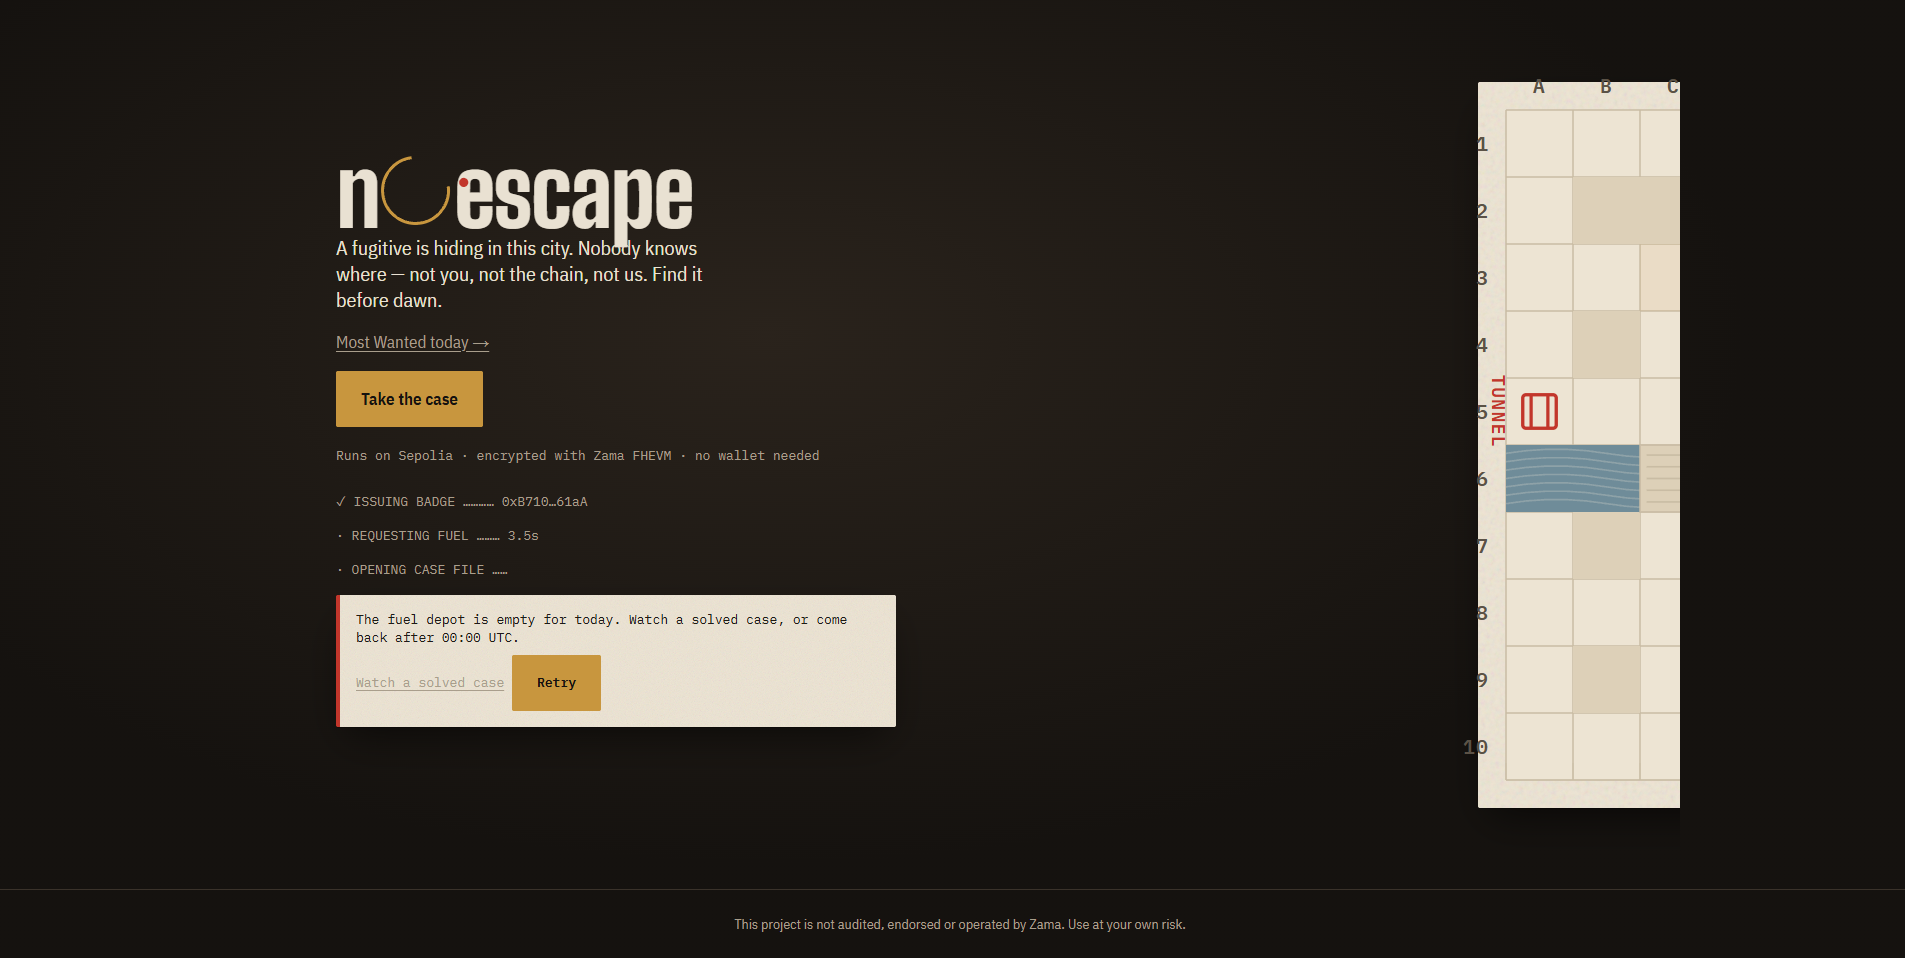 no escape
A fugitive is hiding in this city. Nobody knows
where — not you, not the chain, not us. Find it
before dawn.
Most Wanted today →
Take the case
Runs on Sepolia · encrypted with Zama FHEVM · no wallet needed
✓ ISSUING BADGE ………… 0xB710…61aA
· REQUESTING FUEL ……… 3.5s
· OPENING CASE FILE ……
The fuel depot is empty for today. Watch a solved case, or come
back after 00:00 UTC.
Watch a solved case
Retry
A B C
1
2
3
4
TUNNEL
5
6
7
8
9
10
This project is not audited, endorsed or operated by Zama. Use at your own risk.